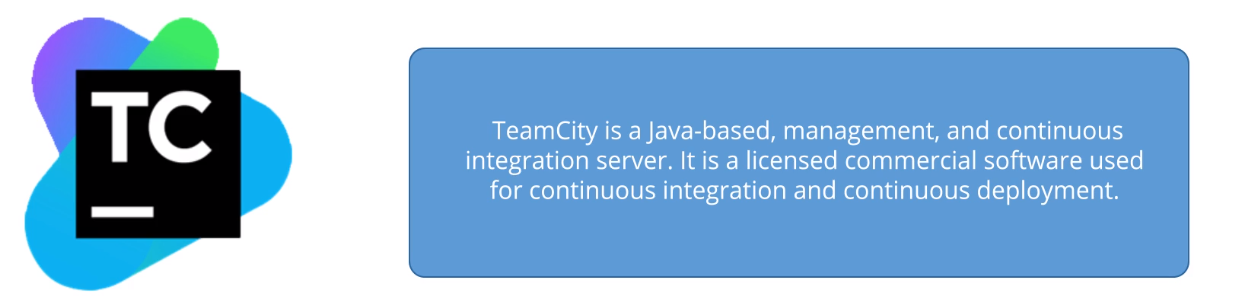 TC
TeamCity is a Java-based, management, and continuous
integration server. It is a licensed commercial software used
for continuous integration and continuous deployment.